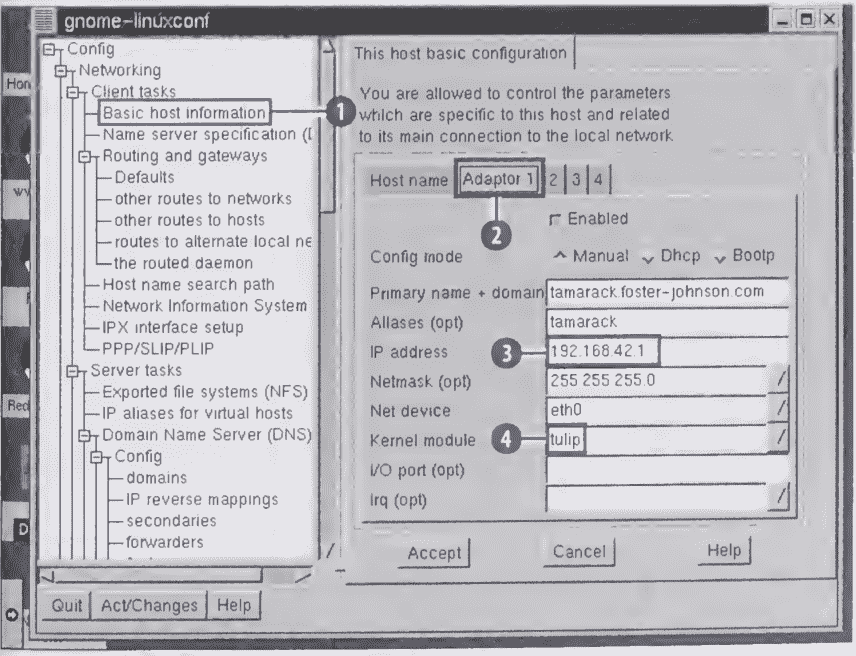 gnome-linuxconf
Config
Networking
Client tasks
Basic host information
Name server specification (
Routing and gateways
Defaults
other routes to networks
other routes to hosts
routes to alternate local ne
the routed daemon
Host name search path
Network Information System
IPX interface setup
PPP/SLIP/PLIP
Server tasks
Exported file systems (NFS)
IP aliases for virtual hosts
Domain Name Server (DNS)
Config
domains
IP reverse mappings
secondaries
forwarders
Quit Act/Changes Help
1
This host basic configuration
You are allowed to control the parameters
which are specific to this host and related
to its main connection to the local network
Host name Adaptor 1 2 3 4
2
Enabled
Config mode Manual Dhcp Bootp
Primary name + domain tamarack.foster-johnson.com
Aliases (opt) tamarack
IP address 3 192.168.42.1
Netmask (opt) 255 255 255.0
Net device eth0
Kernel module 4 tulip
I/O port (opt)
Irq (opt)
Accept Cancel Help
Hon
Red
D